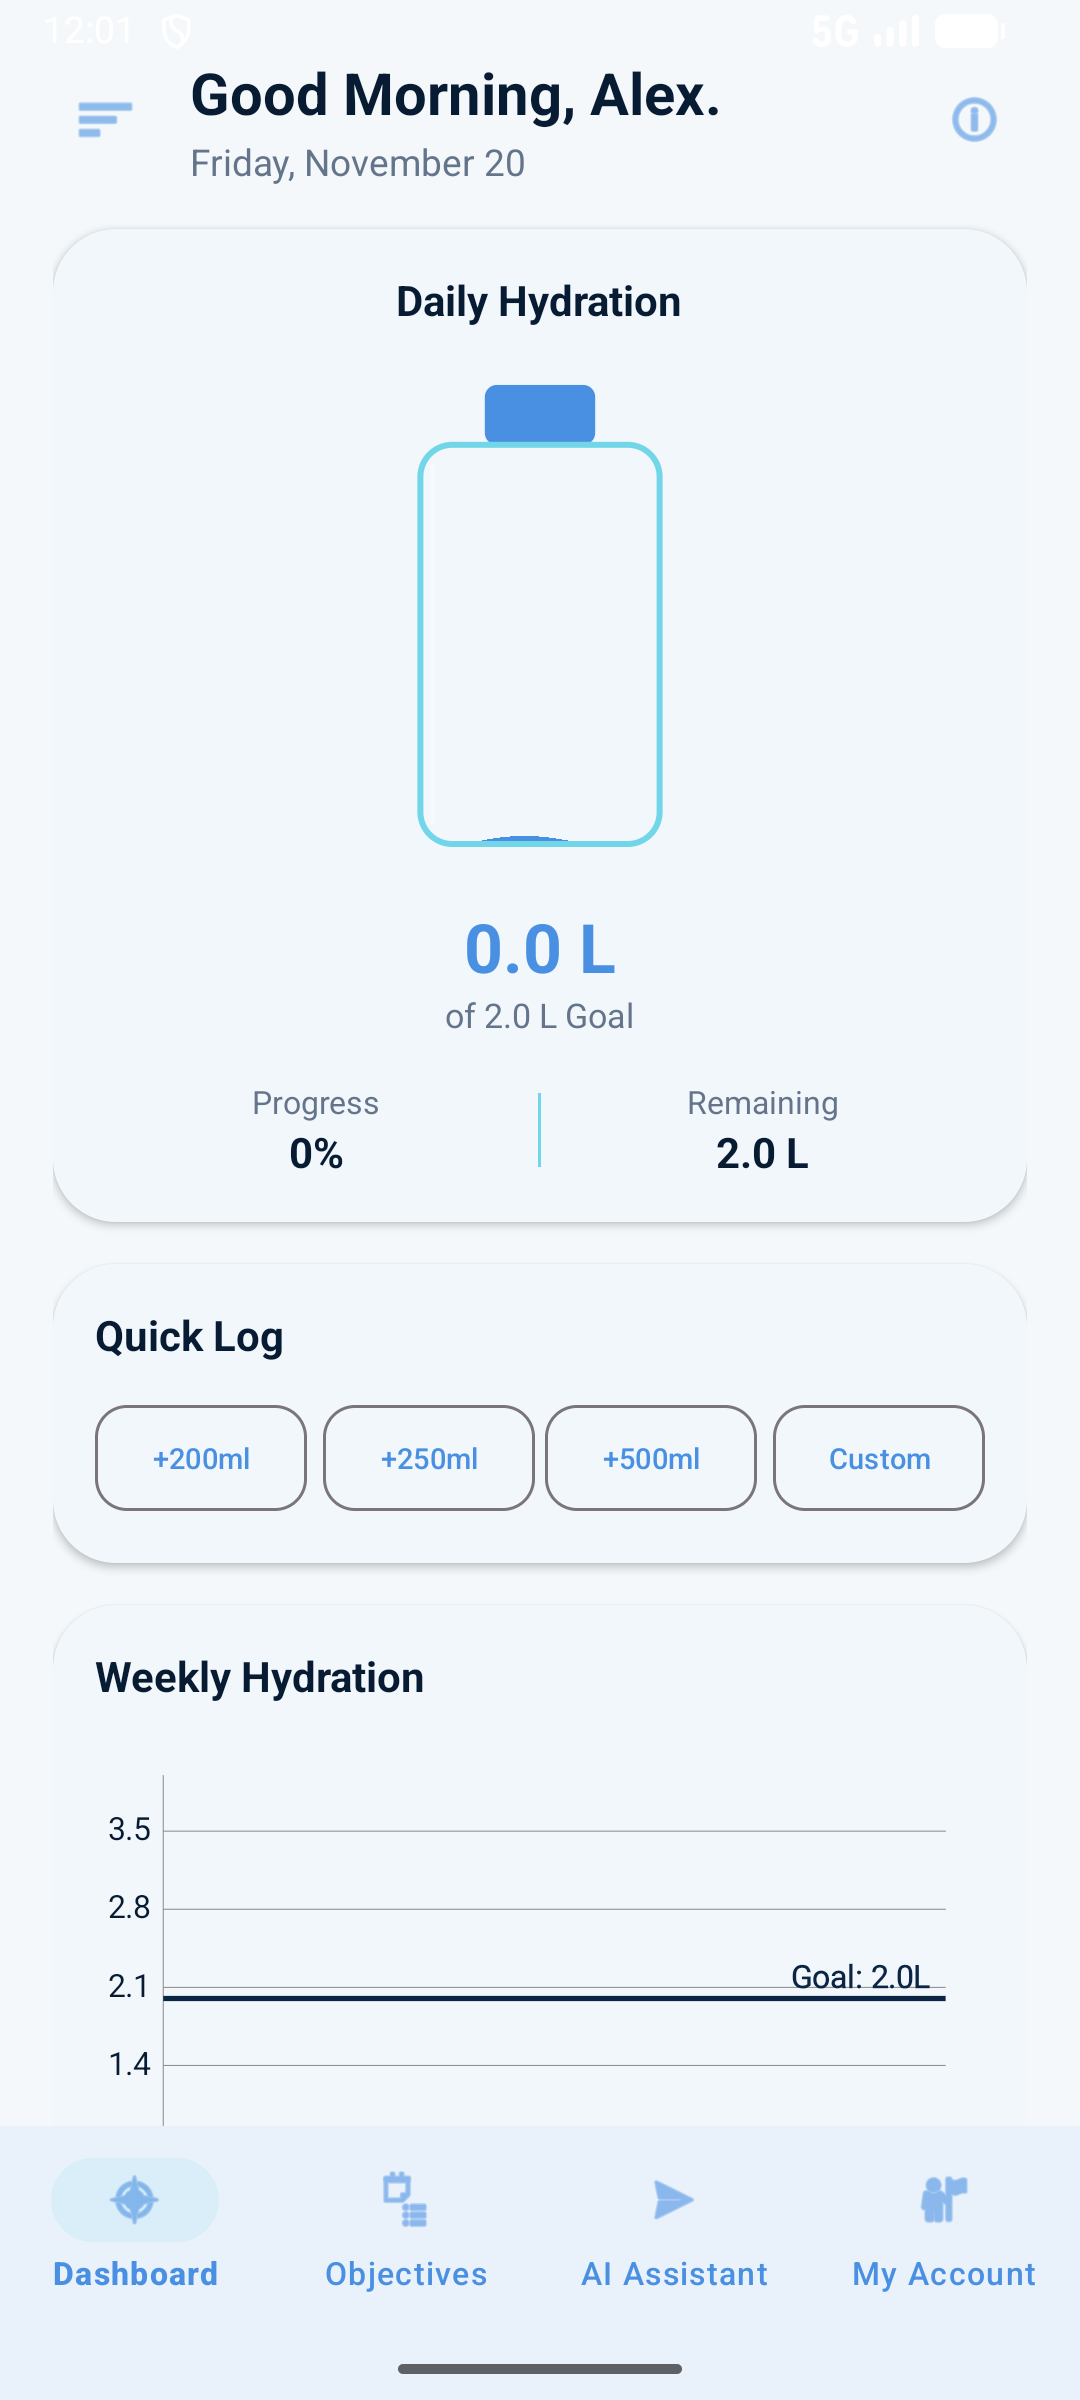 12:01
5G
Good Morning, Alex.
Friday, November 20
Daily Hydration
0.0 L
of 2.0 L Goal
Progress
0%
Remaining
2.0 L
Quick Log
+200ml
+250ml
+500ml
Custom
Weekly Hydration
3.5
2.8
2.1
Goal: 2.0L
1.4
Dashboard
Objectives
AI Assistant
My Account